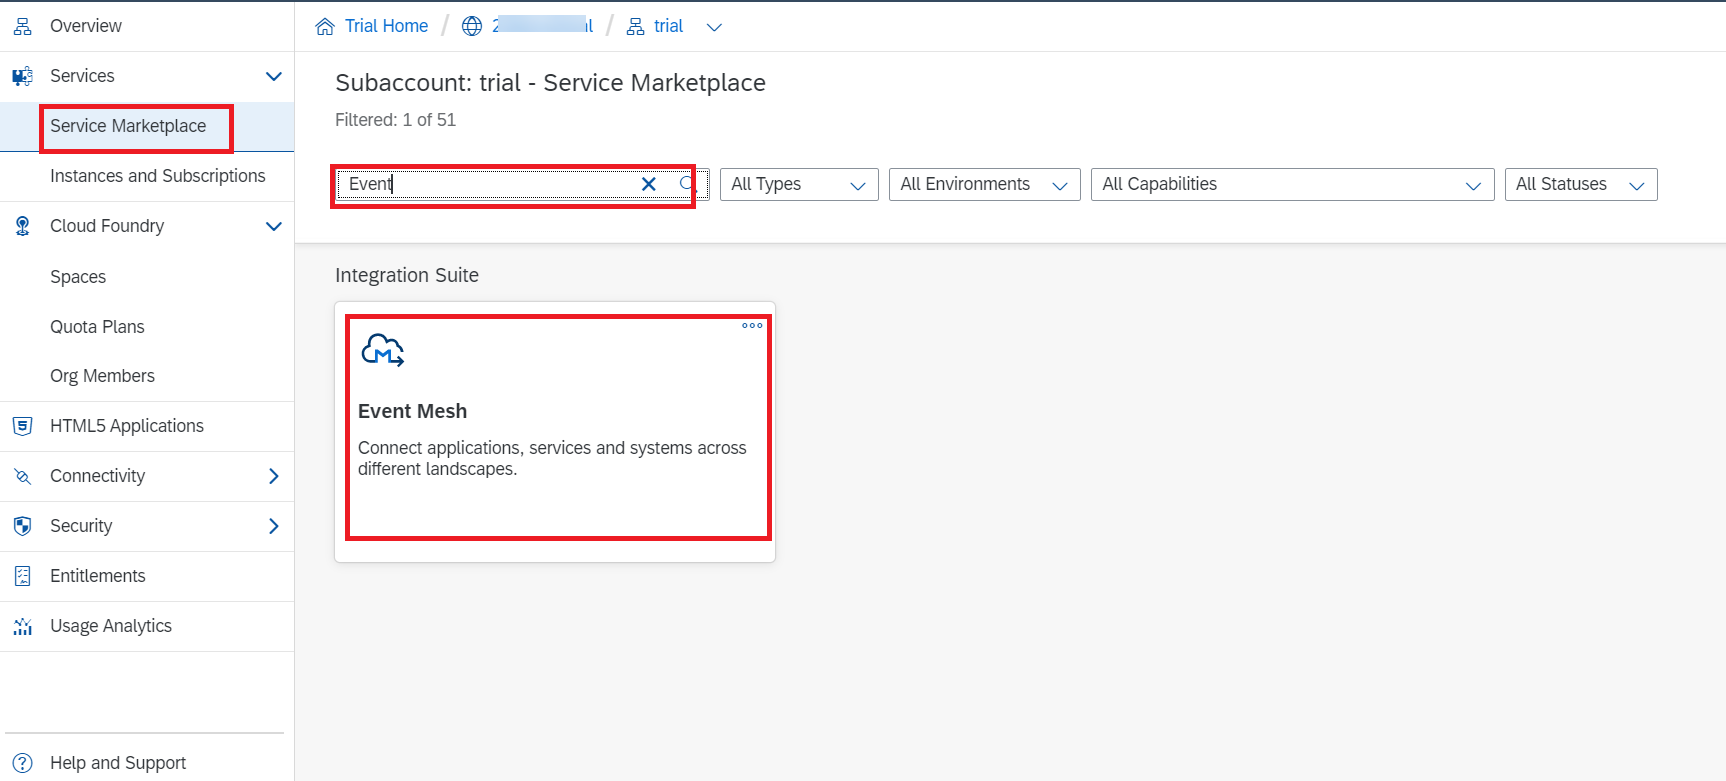 Overview
Services
Service Marketplace
Instances and Subscriptions
Cloud Foundry
Spaces
Quota Plans
Org Members
HTML5 Applications
Connectivity
Security
Entitlements
Usage Analytics
Help and Support
Trial Home / / trial
Subaccount: trial - Service Marketplace
Filtered: 1 of 51
Event
All Types
All Environments
All Capabilities
All Statuses
Integration Suite
Event Mesh
Connect applications, services and systems across
different landscapes.